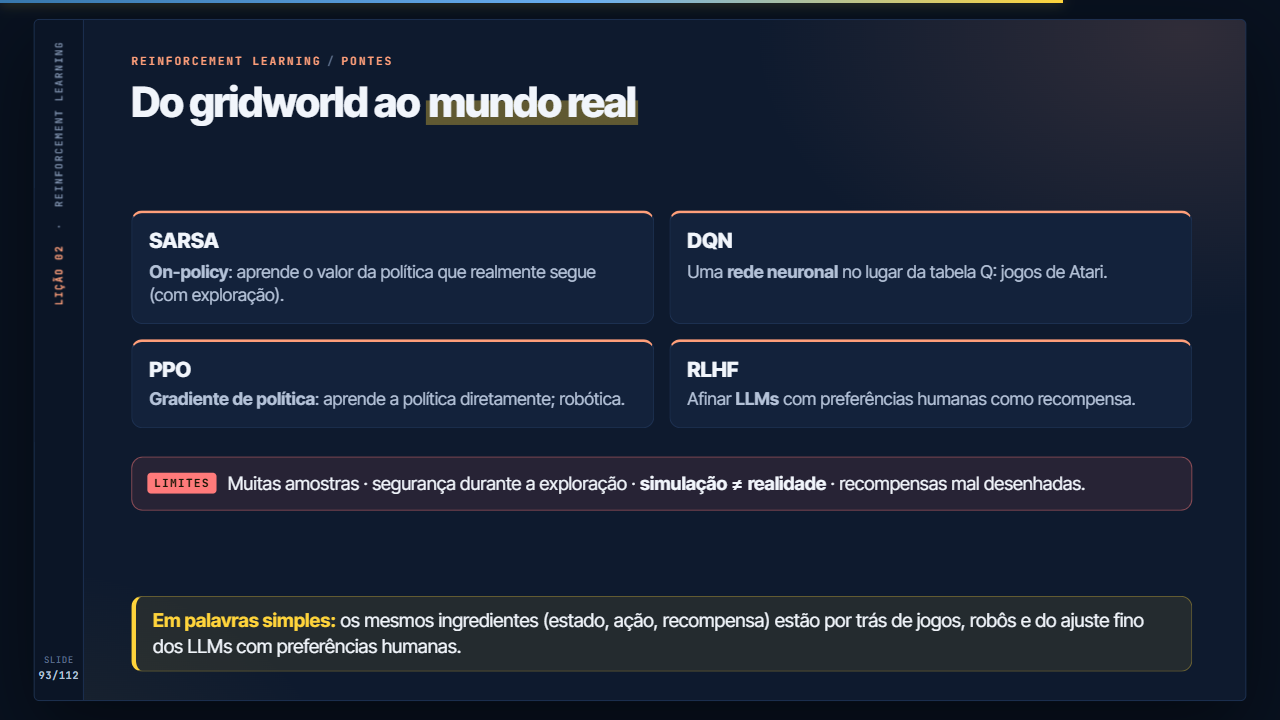 REINFORCEMENT LEARNING / PONTES
Do gridworld ao mundo real
LIÇÃO 02 · REINFORCEMENT LEARNING
SARSA
On-policy: aprende o valor da política que realmente segue
(com exploração).
DQN
Uma rede neuronal no lugar da tabela Q: jogos de Atari.
PPO
Gradiente de política: aprende a política diretamente; robótica.
RLHF
Afinar LLMs com preferências humanas como recompensa.
LIMITES Muitas amostras · segurança durante a exploração · simulação ≠ realidade · recompensas mal desenhadas.
Em palavras simples: os mesmos ingredientes (estado, ação, recompensa) estão por trás de jogos, robôs e do ajuste fino
dos LLMs com preferências humanas.
SLIDE
93/112